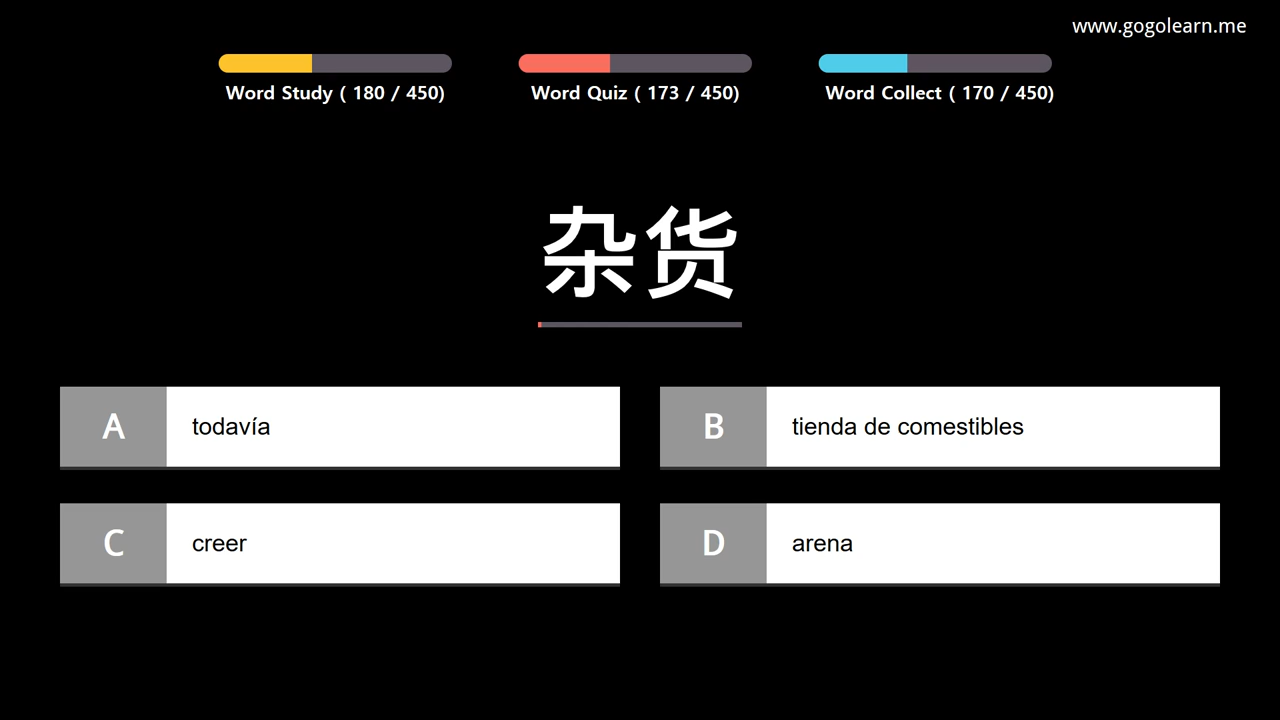 www.gogolearn.me
Word Study ( 180 / 450)
Word Quiz ( 173 / 450)
Word Collect ( 170 / 450)
杂货
A todavía
B tienda de comestibles
C creer
D arena